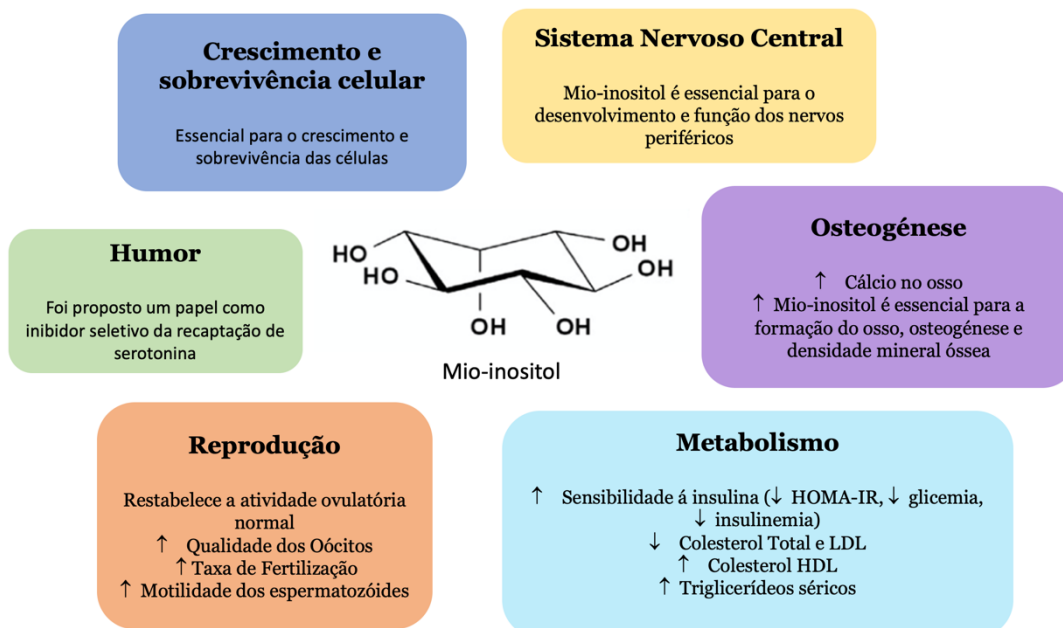 Crescimento e
sobrevivência celular
Essencial para o crescimento e
sobrevivência das células
Sistema Nervoso Central
Mio-inositol é essencial para o
desenvolvimento e função dos nervos
periféricos
Humor
Foi proposto um papel como
inibidor seletivo da recaptação de
serotonina
HO
HO
OH
OH
OH
OH
Mio-inositol
Osteogénese
↑ Cálcio no osso
↑ Mio-inositol é essencial para a
formação do osso, osteogénese e
densidade mineral óssea
Reprodução
Restabelece a atividade ovulatória
normal
↑ Qualidade dos Oócitos
↑ Taxa de Fertilização
↑ Motilidade dos espermatozóides
Metabolismo
↑ Sensibilidade á insulina (↓ HOMA-IR, ↓ glicemia,
↓ insulinemia)
↓ Colesterol Total e LDL
↑ Colesterol HDL
↑ Triglicerídeos séricos